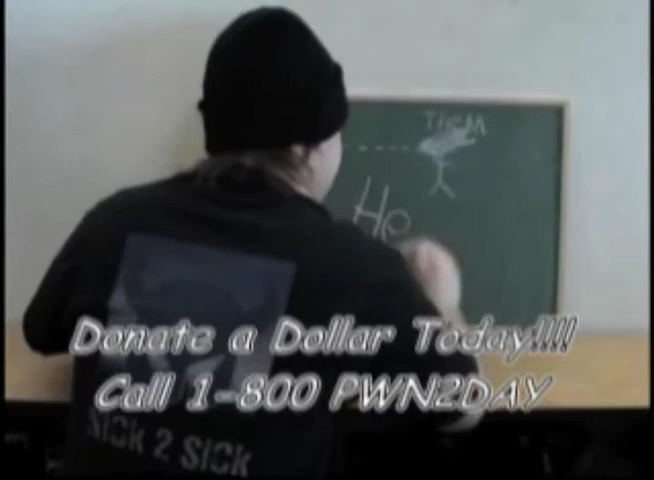 THEM
He
Donate a Dollar Today!!!!
Call 1-800 PWN2DAY
SICK 2 SICK